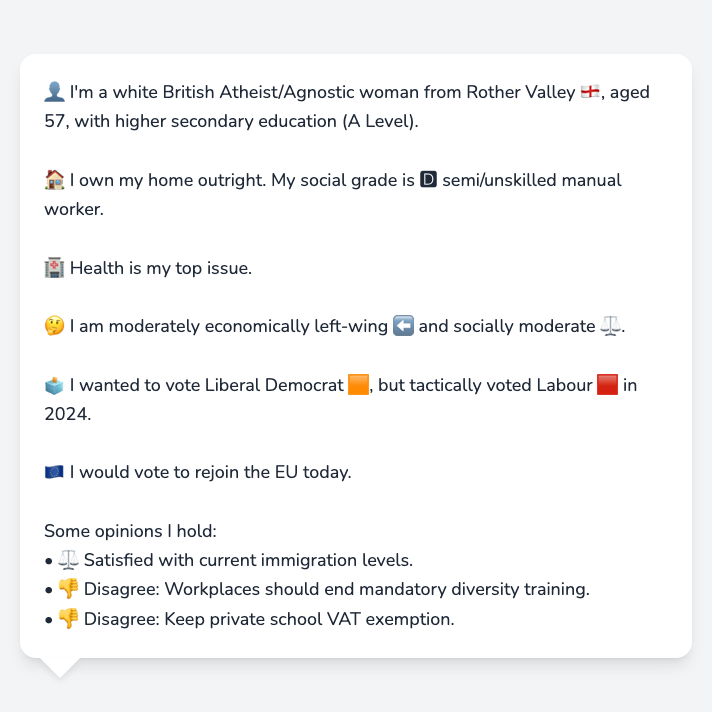 👤 I'm a white British Atheist/Agnostic woman from Rother Valley 🏴󠁧󠁢󠁥󠁮󠁧󠁿, aged
57, with higher secondary education (A Level).
🏠 I own my home outright. My social grade is 🅳 semi/unskilled manual
worker.
🏥 Health is my top issue.
🤔 I am moderately economically left-wing ⬅️ and socially moderate ⚖️.
🗳️ I wanted to vote Liberal Democrat 🟧, but tactically voted Labour 🟥 in
2024.
🇪🇺 I would vote to rejoin the EU today.
Some opinions I hold:
• ⚖️ Satisfied with current immigration levels.
• 👎 Disagree: Workplaces should end mandatory diversity training.
• 👎 Disagree: Keep private school VAT exemption.